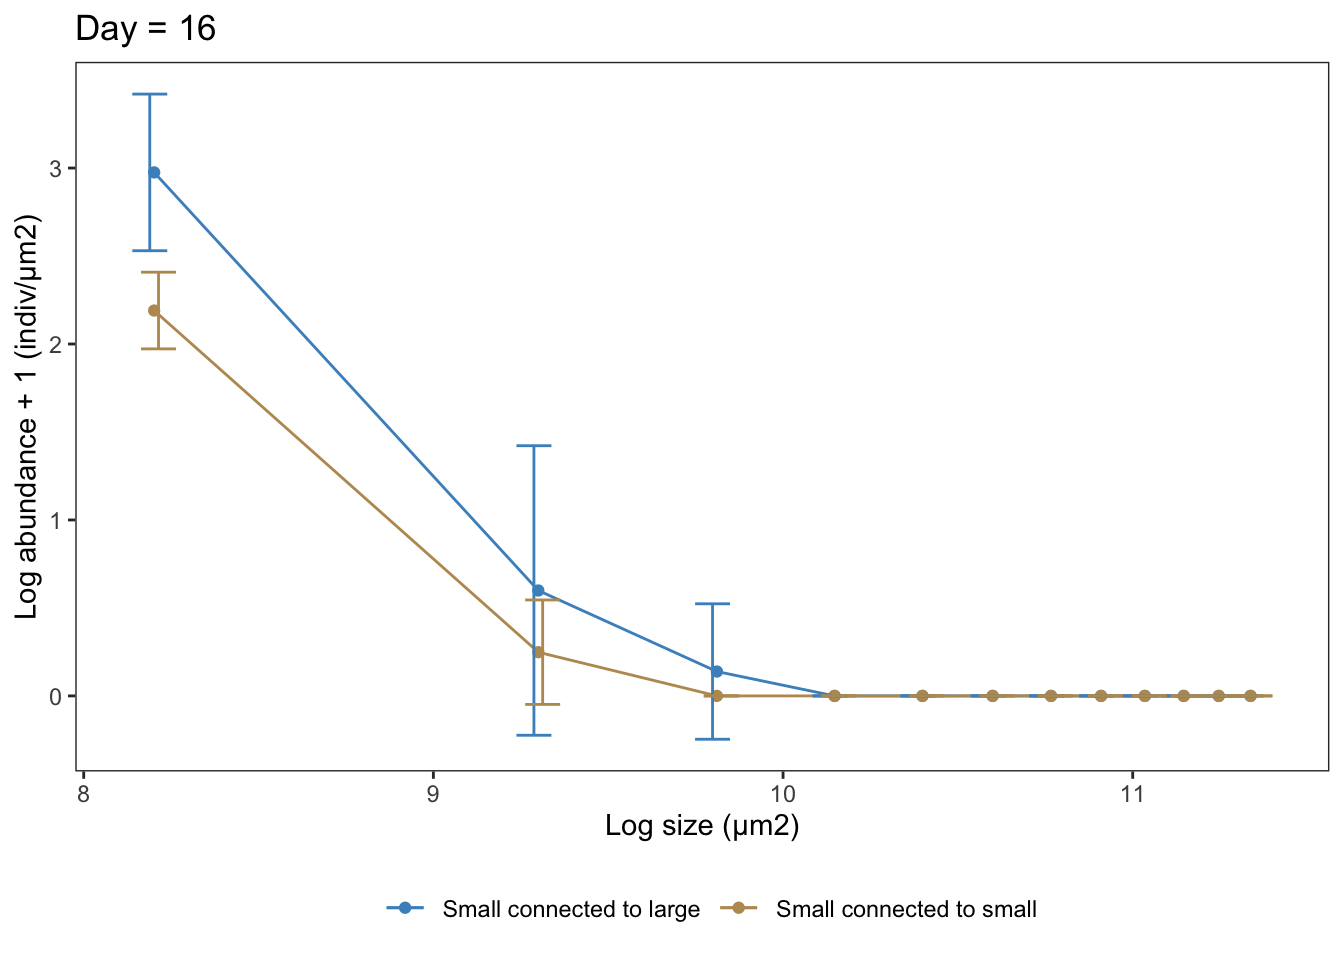 Day = 16
Log abundance + 1 (indiv/µm2)
3
2
1
0
8 9 10 11
Log size (µm2)
Small connected to large Small connected to small